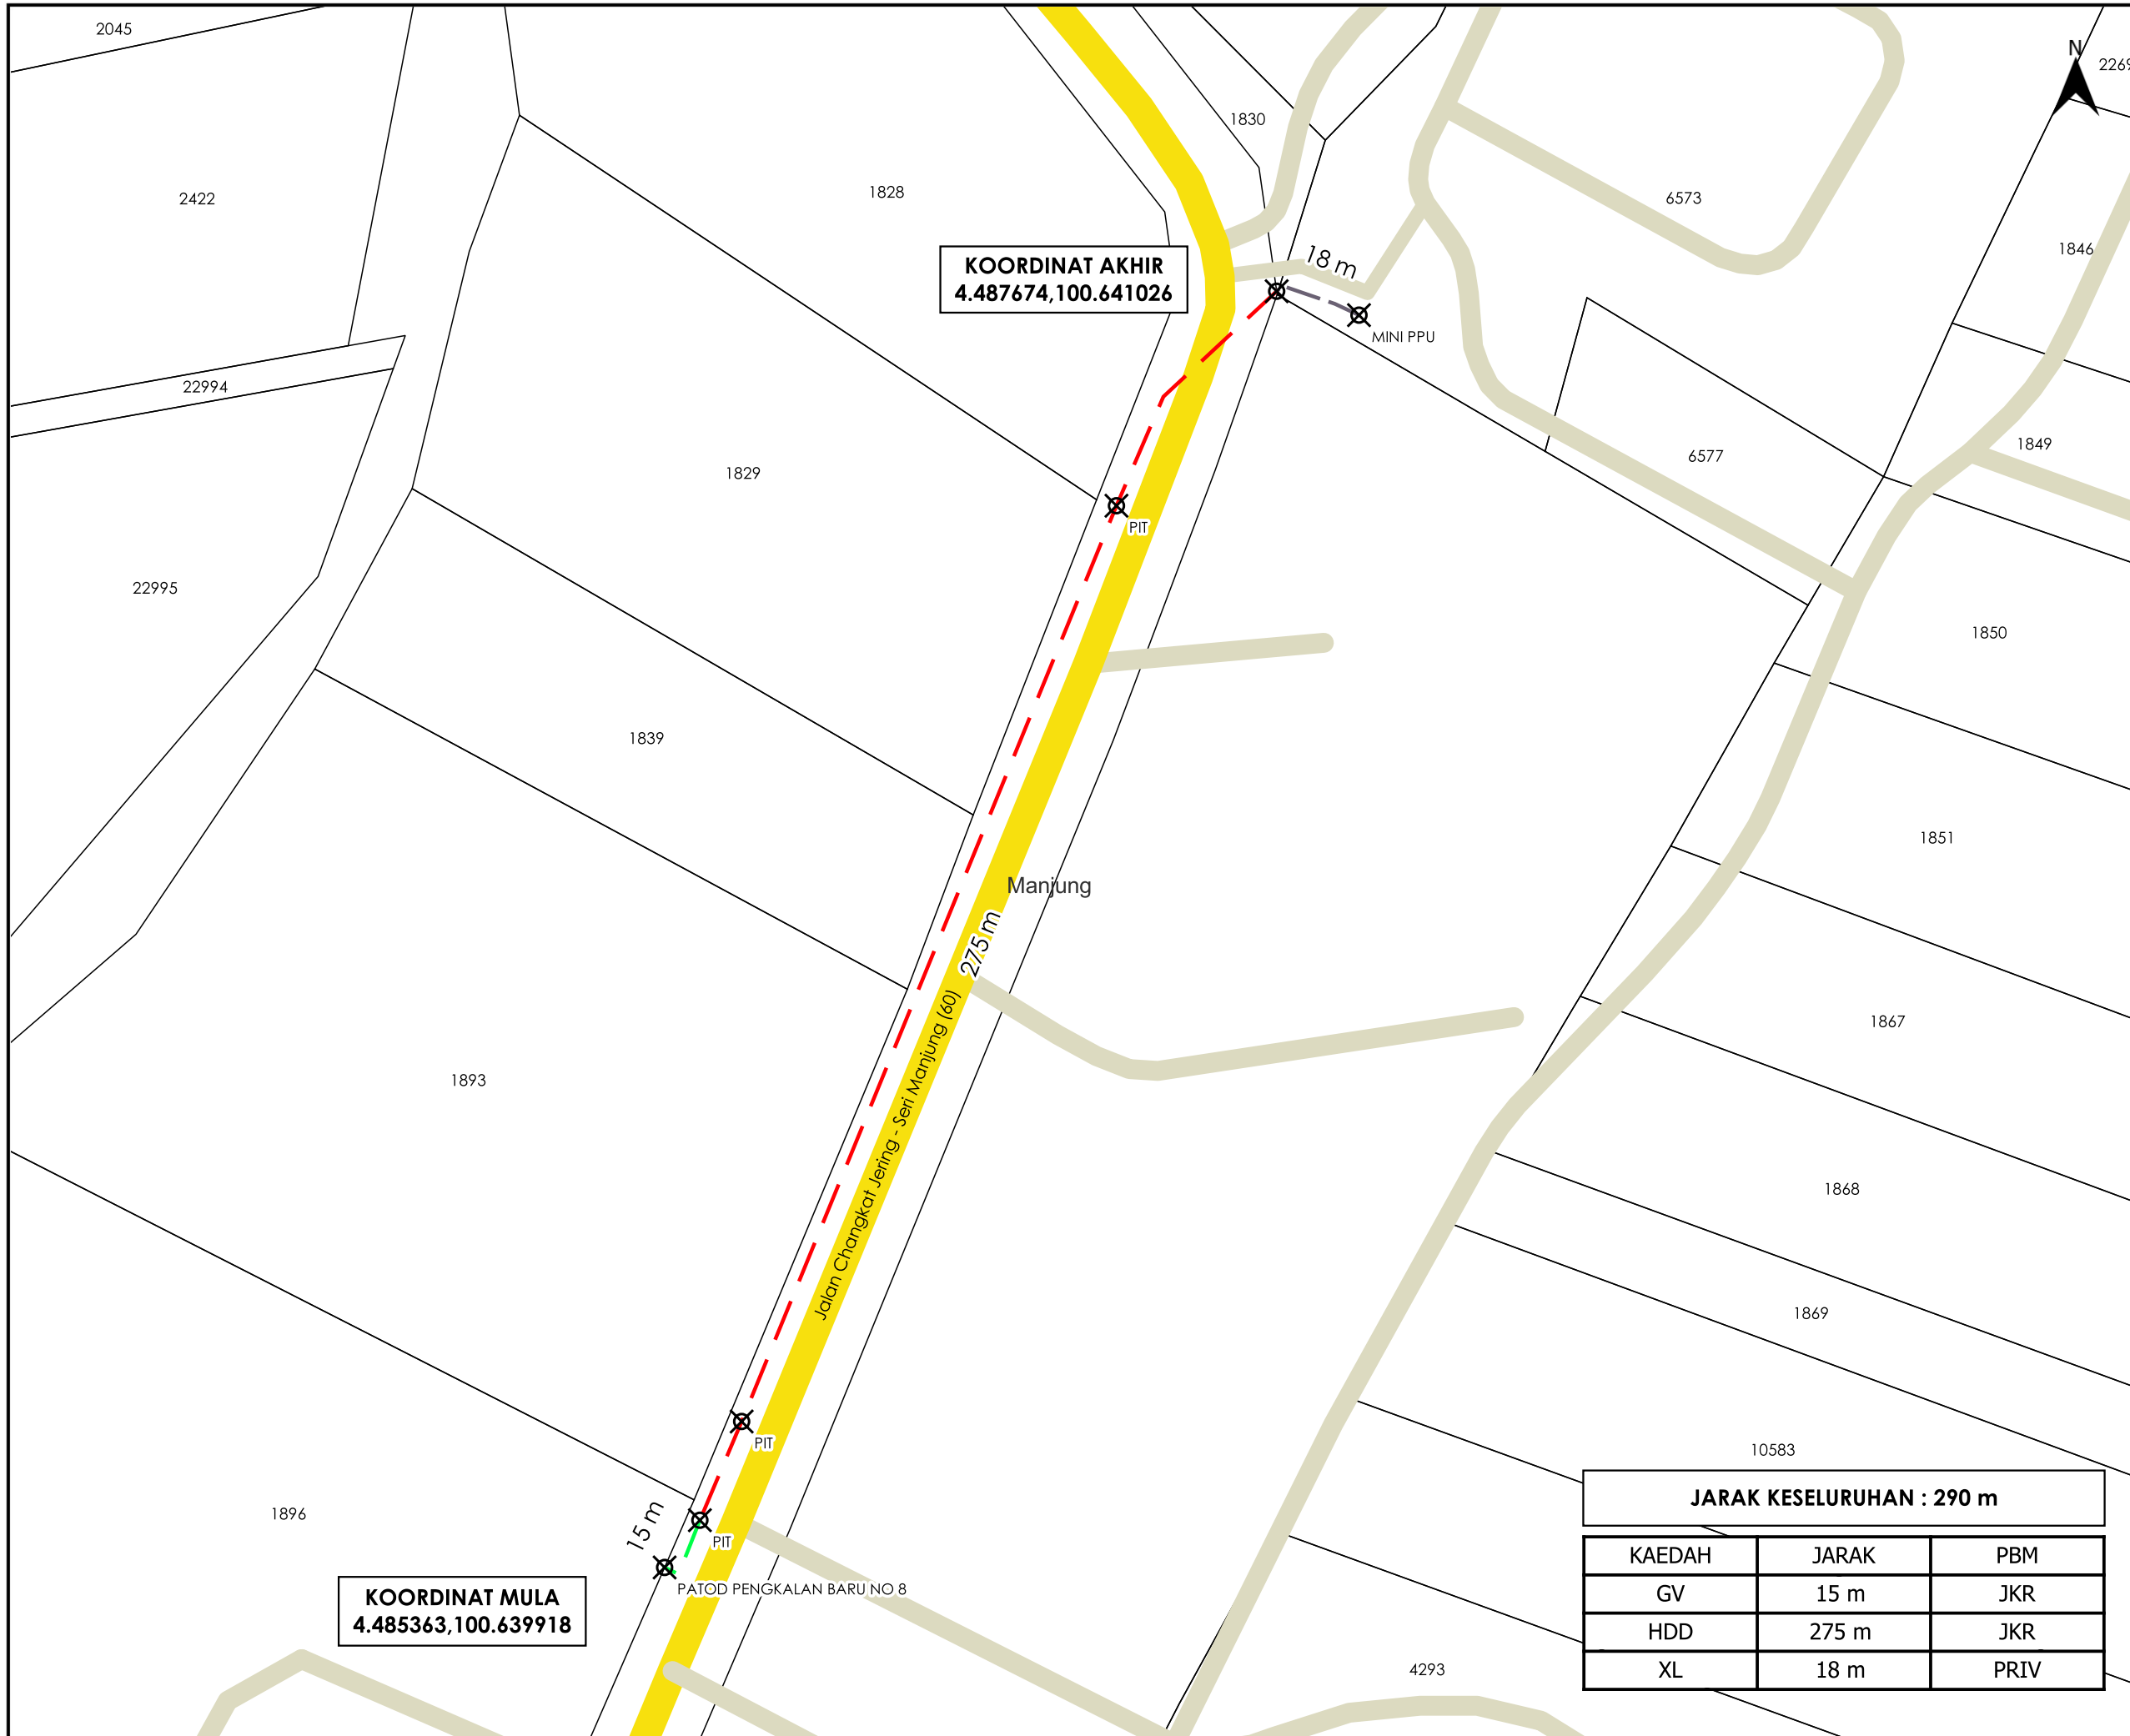 2045
N
2269
1830
2422
1828
6573
1846
KOORDINAT AKHIR
4.487674,100.641026
18 m
MINI PPU
22994
1829
6577
1849
PIT
22995
1850
1839
1851
Manjung
275 m
Jalan Changkat Jering - Seri Manjung (60)
1867
1893
1868
1869
PIT
10583
1896
15 m
PIT
PATOD PENGKALAN BARU NO 8
KOORDINAT MULA
4.485363,100.639918
4293
JARAK KESELURUHAN : 290 m
KAEDAH JARAK PBM
GV 15 m JKR
HDD 275 m JKR
XL 18 m PRIV